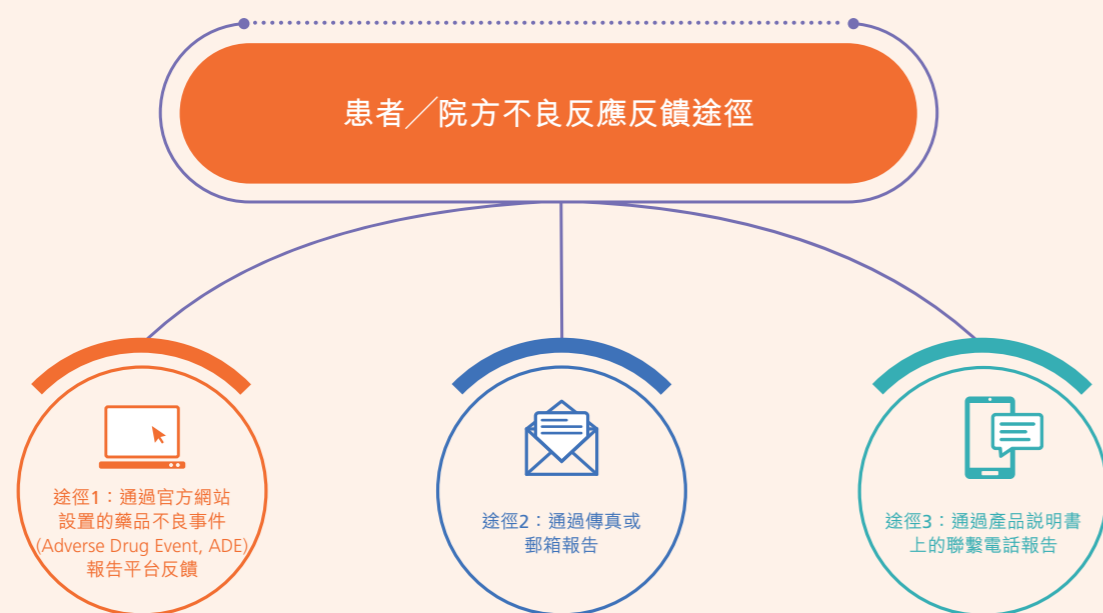 患者╱院方不良反應反饋途徑
途徑1：通過官方網站
設置的藥品不良事件
(Adverse Drug Event, ADE)
報告平台反饋
途徑2：通過傳真或
郵箱報告
途徑3：通過產品説明書
上的聯繫電話報告